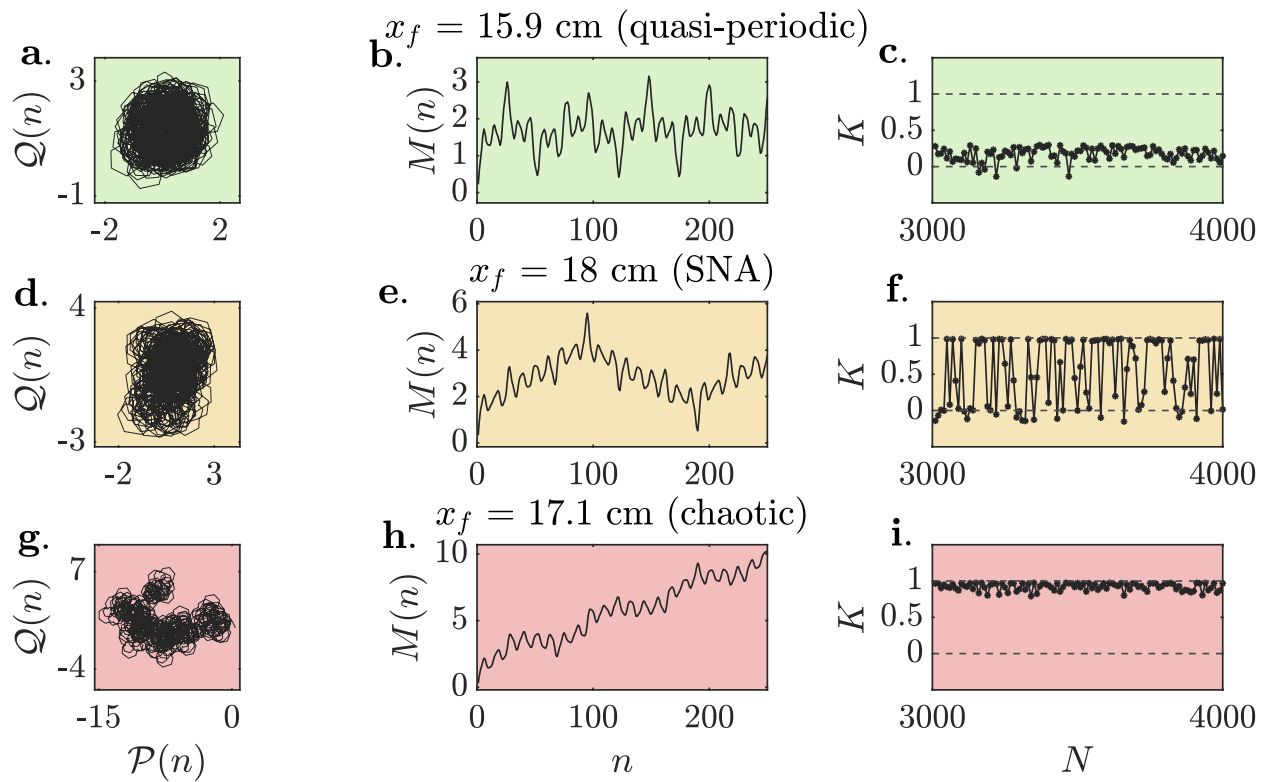 x_f = 15.9 cm (quasi-periodic)
a.
b.
c.
3
-1
Q(n)
-2
2
3
2
1
0
M(n)
0
100
200
1
0.5
0
K
3000
4000
x_f = 18 cm (SNA)
d.
e.
f.
4
-3
Q(n)
-2
3
6
4
2
0
M(n)
0
100
200
1
0.5
0
K
3000
4000
x_f = 17.1 cm (chaotic)
g.
h.
i.
7
-4
Q(n)
-15
0
P(n)
10
5
0
M(n)
0
100
200
n
1
0.5
0
K
3000
4000
N